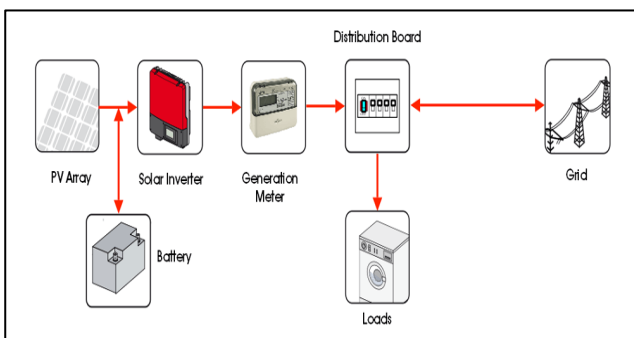 Distribution Board
PV Array
Solar Inverter
Generation
Meter
Grid
Battery
Loads